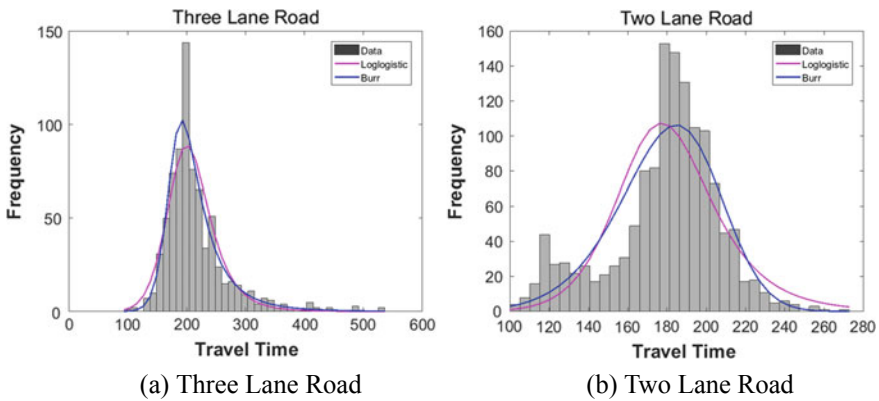 Three Lane Road
150
100
50
0
Frequency
0 100 200 300 400 500 600
Travel Time
Data
Loglogistic
Burr
(a) Three Lane Road
Two Lane Road
160
140
120
100
80
60
40
20
0
Frequency
100 120 140 160 180 200 220 240 260 280
Travel Time
Data
Loglogistic
Burr
(b) Two Lane Road